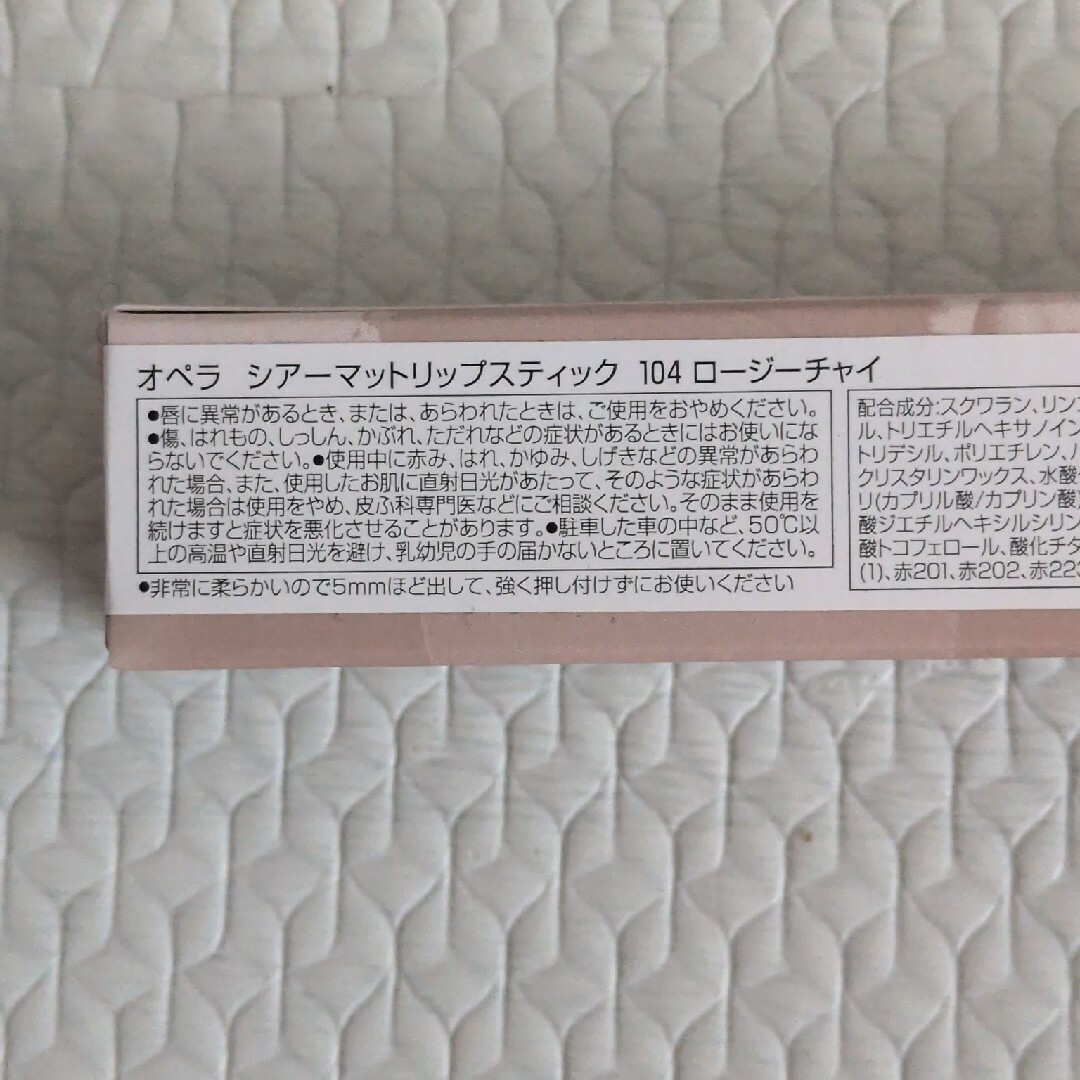 オペラ シアーマットリップスティック 104 ロージーチャイ
●唇に異常があるとき、または、あらわれたときは、ご使用をおやめください。
●傷、はれもの、しっしん、かぶれ、ただれなどの症状があるときにはお使いにな
らないでください。●使用中に赤み、はれ、かゆみ、しげきなどの異常があらわ
れた場合、また、使用したお肌に直射日光があたって、そのような症状があらわ
れた場合は使用をやめ、皮ふ科専門医などにご相談ください。そのまま使用を
続けますと症状を悪化させることがあります。●駐車した車の中など、50℃以
上の高温や直射日光を避け、乳幼児の手の届かないところに置いてください。
●非常に柔らかいので5mmほど出して、強く押し付けずにお使いください
配合成分:スクワラン、リンゴ
ル、トリエチルヘキサノイン
トリデシル、ポリエチレン、
クリスタリンワックス、水酸
リ(カプリル酸/カプリン酸
酸ジエチルヘキシルシリン
酸トコフェロール、酸化チタ
(1)、赤201、赤202、赤223